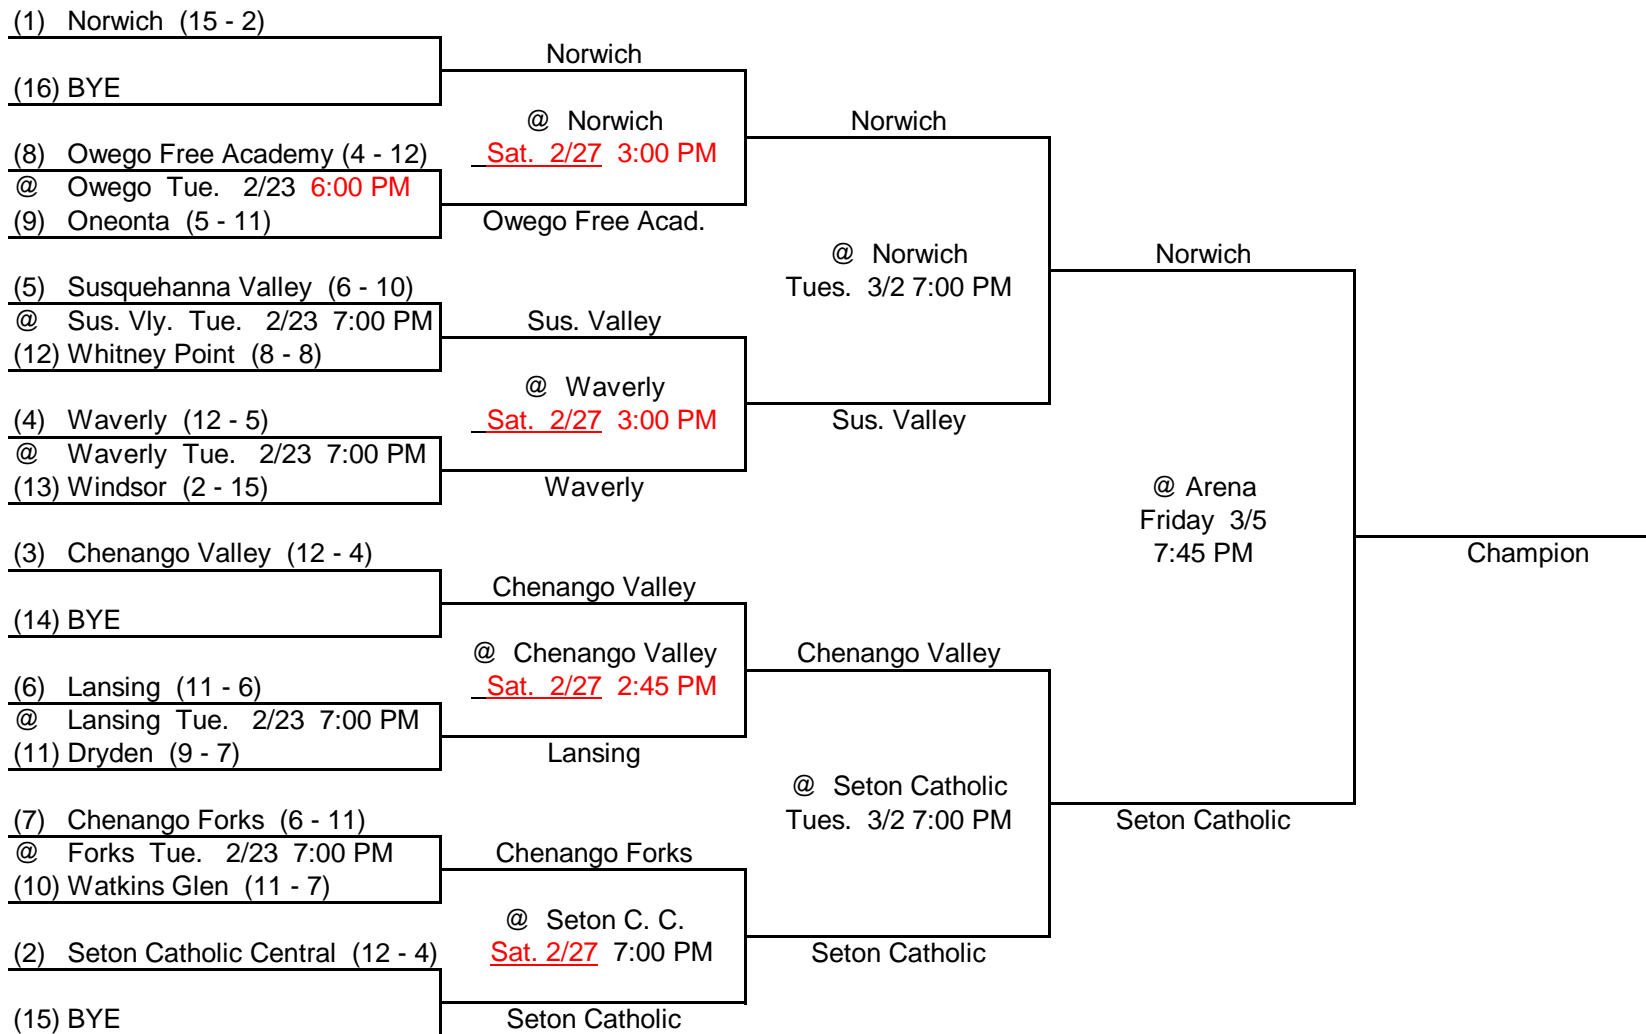 (1) Norwich (15 - 2)
Norwich
(16) BYE
@ Norwich
Norwich
(8) Owego Free Academy (4 - 12)
Sat. 2/27 3:00 PM
@ Owego Tue. 2/23 6:00 PM
(9) Oneonta (5 - 11)
Owego Free Acad.
@ Norwich
Norwich
(5) Susquehanna Valley (6 - 10)
Tues. 3/2 7:00 PM
@ Sus. Vly. Tue. 2/23 7:00 PM
Sus. Valley
(12) Whitney Point (8 - 8)
@ Waverly
(4) Waverly (12 - 5)
Sat. 2/27 3:00 PM
Sus. Valley
@ Waverly Tue. 2/23 7:00 PM
(13) Windsor (2 - 15)
Waverly
@ Arena
Friday 3/5
(3) Chenango Valley (12 - 4)
7:45 PM
Champion
Chenango Valley
(14) BYE
@ Chenango Valley
Chenango Valley
(6) Lansing (11 - 6)
Sat. 2/27 2:45 PM
@ Lansing Tue. 2/23 7:00 PM
(11) Dryden (9 - 7)
Lansing
@ Seton Catholic
(7) Chenango Forks (6 - 11)
Tues. 3/2 7:00 PM
Seton Catholic
@ Forks Tue. 2/23 7:00 PM
Chenango Forks
(10) Watkins Glen (11 - 7)
@ Seton C. C.
(2) Seton Catholic Central (12 - 4)
Sat. 2/27 7:00 PM
Seton Catholic
(15) BYE
Seton Catholic